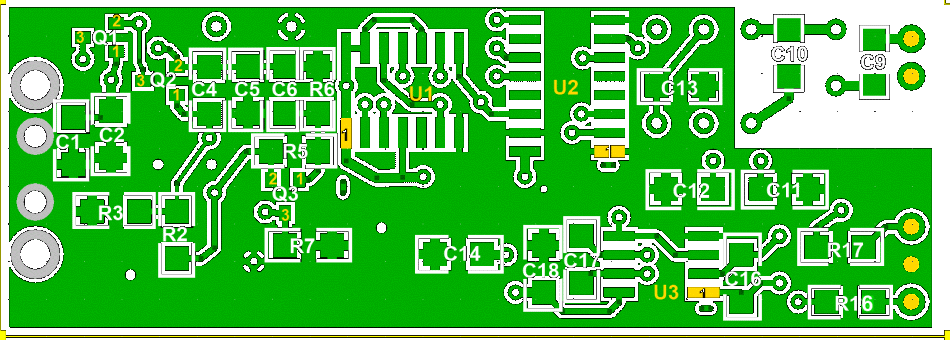 2
3 Q1
1
C10
C9
2
3 Q2
1
C4 C5 C6 R6
U1
U2
C13
C1 C2
1
R5
2 1
Q3
3
C12
C11
R3
R2
R7
C14
C18
C17
U3
1
C16
R17
R16